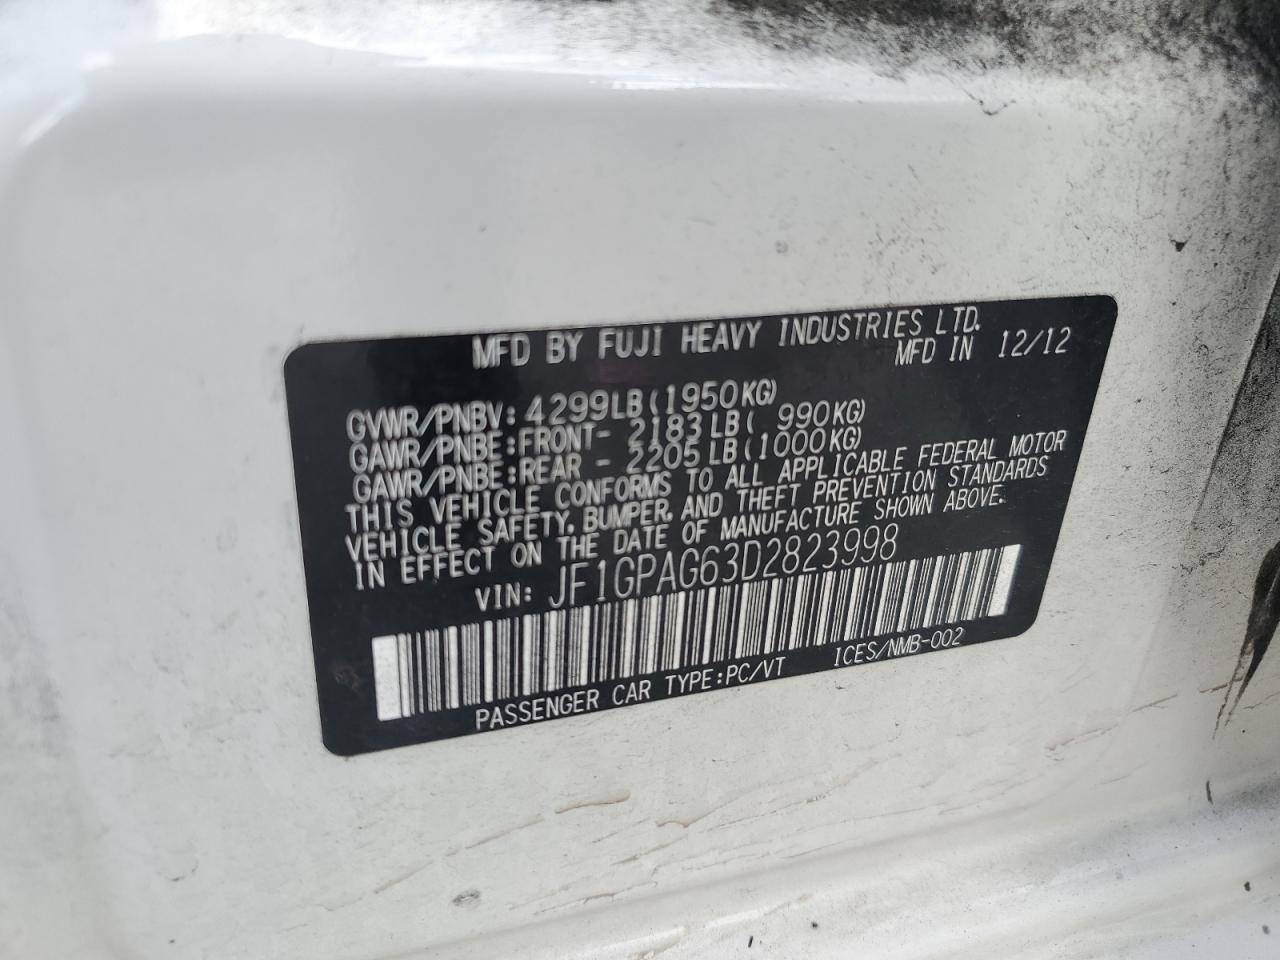 MFD BY FUJI HEAVY INDUSTRIES LTD.
MFD IN 12/12
GVWR/PNBV: 4299LB(1950KG)
GAWR/PNBE:FRONT- 2183LB( 990KG)
GAWR/PNBE:REAR - 2205LB(1000KG)
THIS VEHICLE CONFORMS TO ALL APPLICABLE FEDERAL MOTOR
VEHICLE SAFETY, BUMPER, AND THEFT PREVENTION STANDARDS
IN EFFECT ON THE DATE OF MANUFACTURE SHOWN ABOVE.
VIN: JF1GPAG63D2823998
PASSENGER CAR TYPE:PC/VT ICES/NMB-002